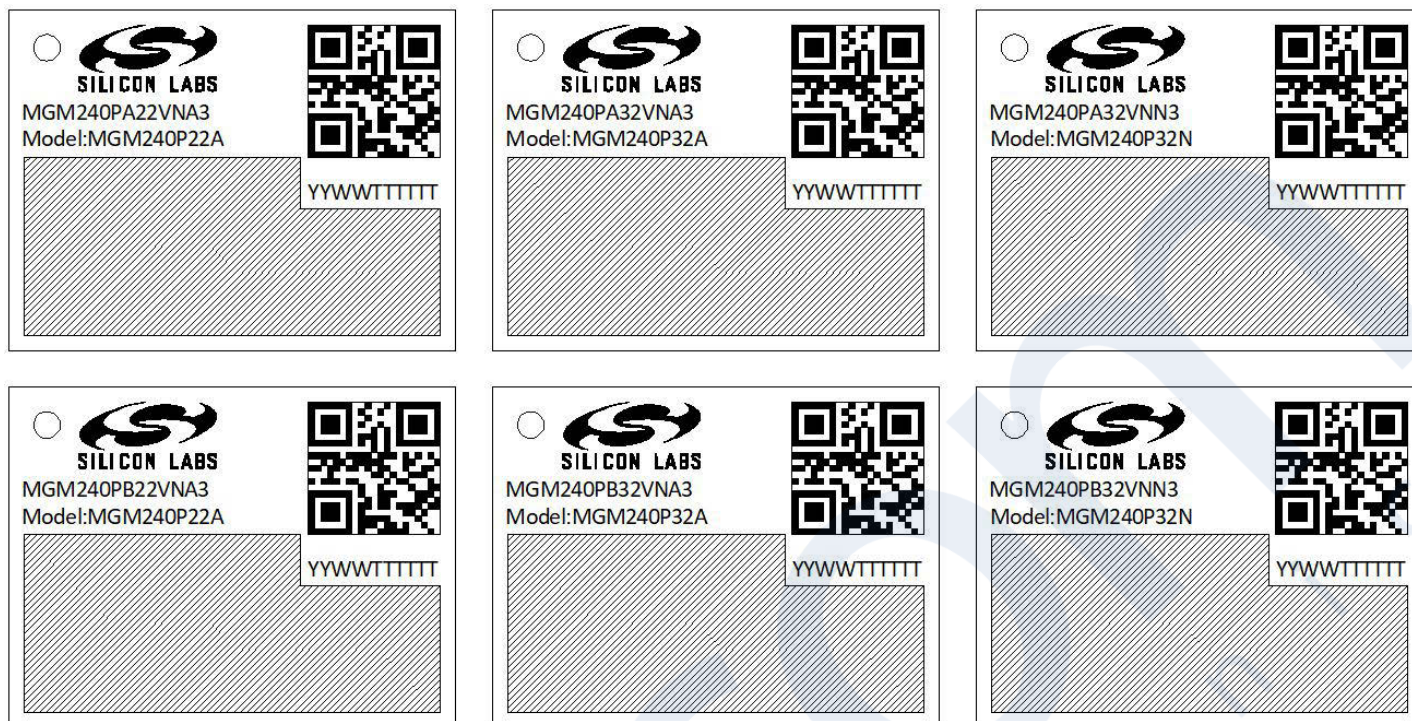 SILICON LABS
MGM240PA22VNA3
Model:MGM240P22A
YYWWTTTTTT
SILICON LABS
MGM240PA32VNA3
Model:MGM240P32A
YYWWTTTTTT
SILICON LABS
MGM240PA32VNN3
Model:MGM240P32N
YYWWTTTTTT
SILICON LABS
MGM240PB22VNA3
Model:MGM240P22A
YYWWTTTTTT
SILICON LABS
MGM240PB32VNA3
Model:MGM240P32A
YYWWTTTTTT
SILICON LABS
MGM240PB32VNN3
Model:MGM240P32N
YYWWTTTTTT